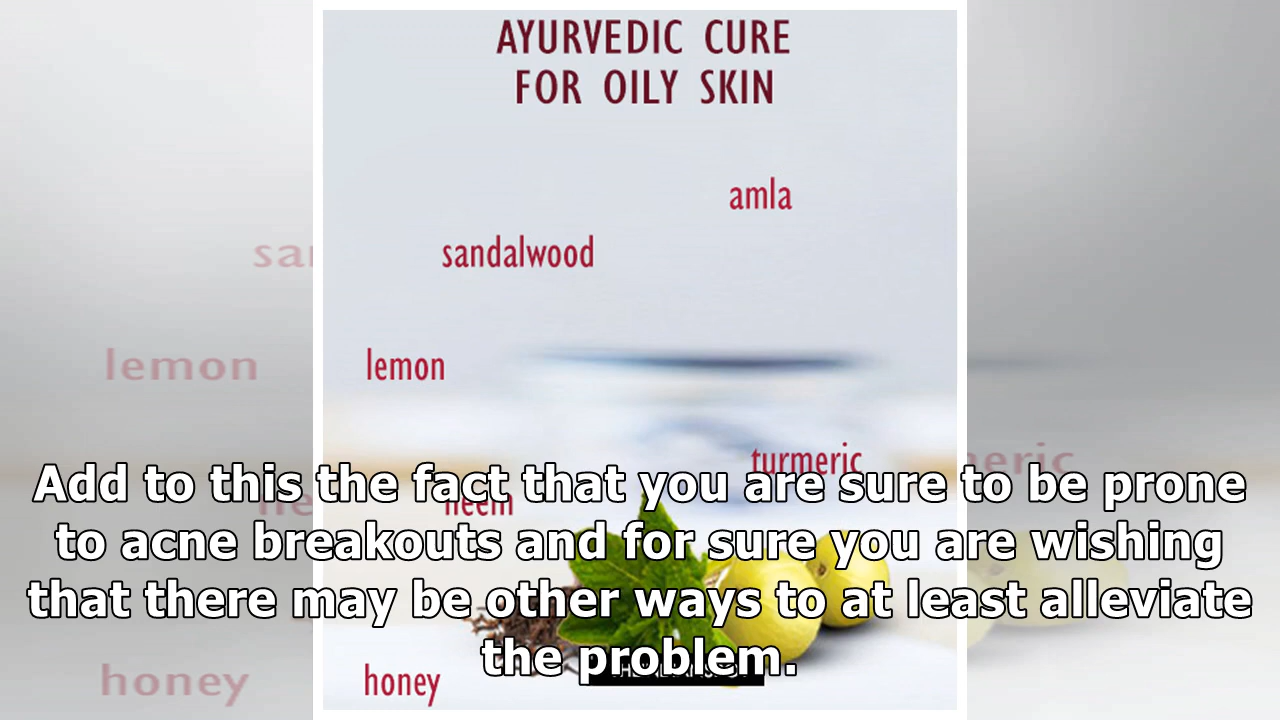 AYURVEDIC CURE
FOR OILY SKIN
amla
sandalwood
lemon
turmeric
neem
honey
Add to this the fact that you are sure to be prone
to acne breakouts and for sure you are wishing
that there may be other ways to at least alleviate
the problem.